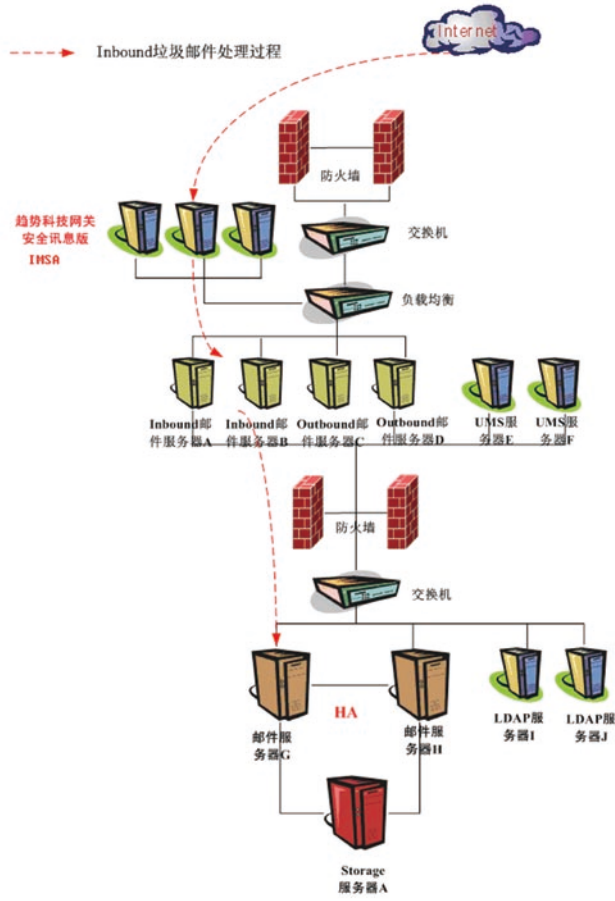 Internet
Inbound垃圾邮件处理过程
防火墙
趋势科技网关
安全讯息版
IMSA
交换机
负载均衡
Inbound邮
件服务器A
Inbound邮
件服务器B
Outbound邮
件服务器C
Outbound邮
件服务器D
UMS服
务器E
UMS服
务器F
防火墙
交换机
HA
邮件服
务器G
邮件服
务器H
LDAP服
务器I
LDAP服
务器J
Storage
服务器A